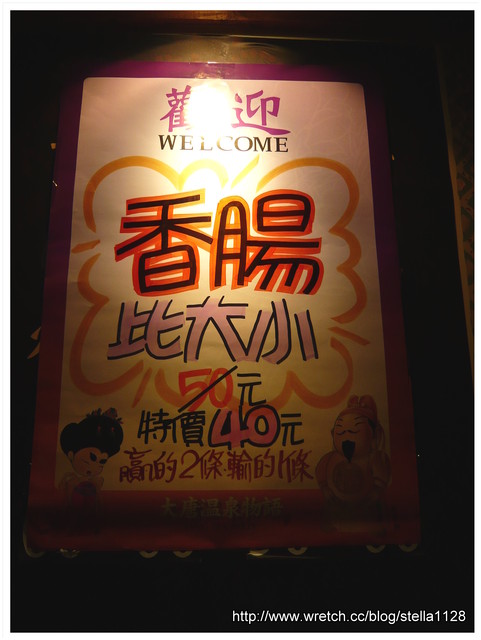 歡迎
WELCOME
香腸
比大小
50元
特價40元
贏的2條.輸的1條
大唐溫泉物語
http://www.wretch.cc/blog/stella1128